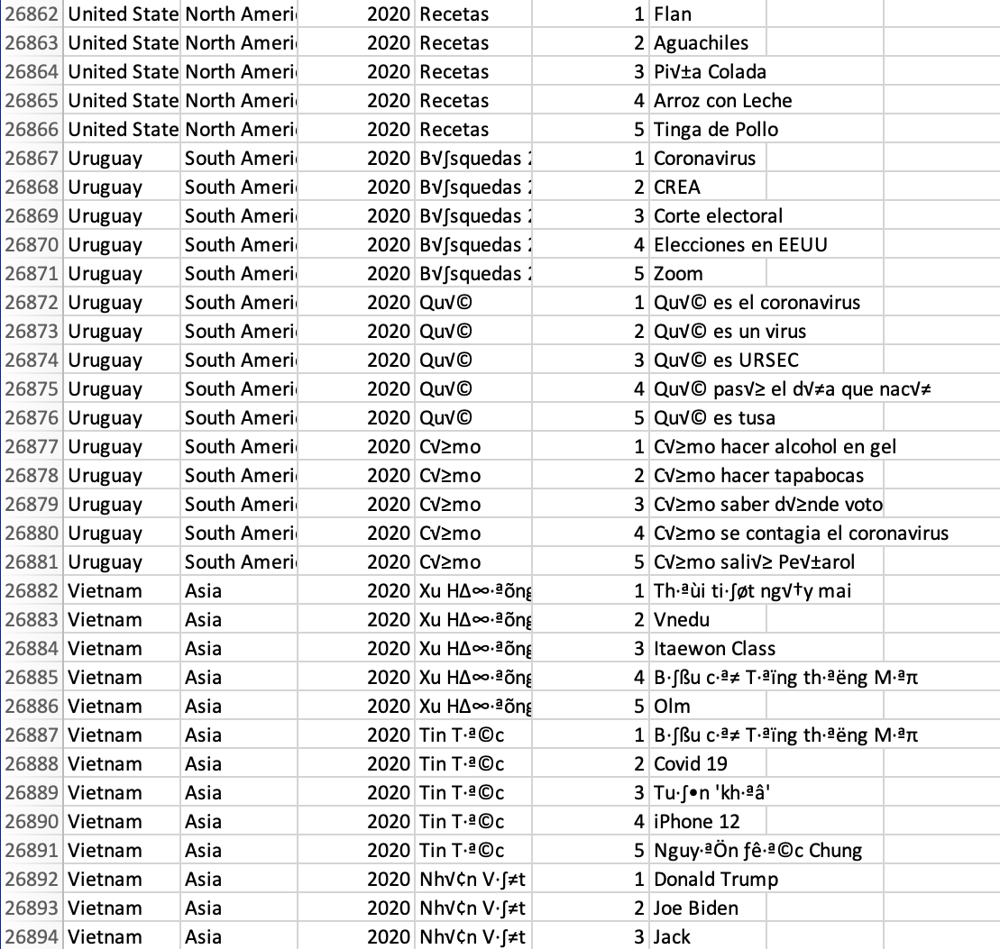 26862 United State North Ameri 2020 Recetas 1 Flan
26863 United State North Ameri 2020 Recetas 2 Aguachiles
26864 United State North Ameri 2020 Recetas 3 Pi√±a Colada
26865 United State North Ameri 2020 Recetas 4 Arroz con Leche
26866 United State North Ameri 2020 Recetas 5 Tinga de Pollo
26867 Uruguay South Ameri 2020 B√∫squedas 2 1 Coronavirus
26868 Uruguay South Ameri 2020 B√∫squedas 2 2 CREA
26869 Uruguay South Ameri 2020 B√∫squedas 2 3 Corte electoral
26870 Uruguay South Ameri 2020 B√∫squedas 2 4 Elecciones en EEUU
26871 Uruguay South Ameri 2020 B√∫squedas 2 5 Zoom
26872 Uruguay South Ameri 2020 Qu√© 1 Qu√© es el coronavirus
26873 Uruguay South Ameri 2020 Qu√© 2 Qu√© es un virus
26874 Uruguay South Ameri 2020 Qu√© 3 Qu√© es URSEC
26875 Uruguay South Ameri 2020 Qu√© 4 Qu√© pas√≥ el d√≠a que nac√≠
26876 Uruguay South Ameri 2020 Qu√© 5 Qu√© es tusa
26877 Uruguay South Ameri 2020 C√≥mo 1 C√≥mo hacer alcohol en gel
26878 Uruguay South Ameri 2020 C√≥mo 2 C√≥mo hacer tapabocas
26879 Uruguay South Ameri 2020 C√≥mo 3 C√≥mo saber d√≥nde voto
26880 Uruguay South Ameri 2020 C√≥mo 4 C√≥mo se contagia el coronavirus
26881 Uruguay South Ameri 2020 C√≥mo 5 C√≥mo sali√≥ Pe√±arol
26882 Vietnam Asia 2020 Xu H∆∞·ªõng 1 Th·ªùi ti·∫øt ng√†y mai
26883 Vietnam Asia 2020 Xu H∆∞·ªõng 2 Vnedu
26884 Vietnam Asia 2020 Xu H∆∞·ªõng 3 Itaewon Class
26885 Vietnam Asia 2020 Xu H∆∞·ªõng 4 B·∫ßu c·ª≠ T·ªïng th·ªëng M·ªπ
26886 Vietnam Asia 2020 Xu H∆∞·ªõng 5 Olm
26887 Vietnam Asia 2020 Tin T·ª©c 1 B·∫ßu c·ª≠ T·ªïng th·ªëng M·ªπ
26888 Vietnam Asia 2020 Tin T·ª©c 2 Covid 19
26889 Vietnam Asia 2020 Tin T·ª©c 3 Tu·∫•n 'kh·ªâ'
26890 Vietnam Asia 2020 Tin T·ª©c 4 iPhone 12
26891 Vietnam Asia 2020 Tin T·ª©c 5 Nguy·ªÖn ƒê·ª©c Chung
26892 Vietnam Asia 2020 Nh√¢n V·∫≠t 1 Donald Trump
26893 Vietnam Asia 2020 Nh√¢n V·∫≠t 2 Joe Biden
26894 Vietnam Asia 2020 Nh√¢n V·∫≠t 3 Jack